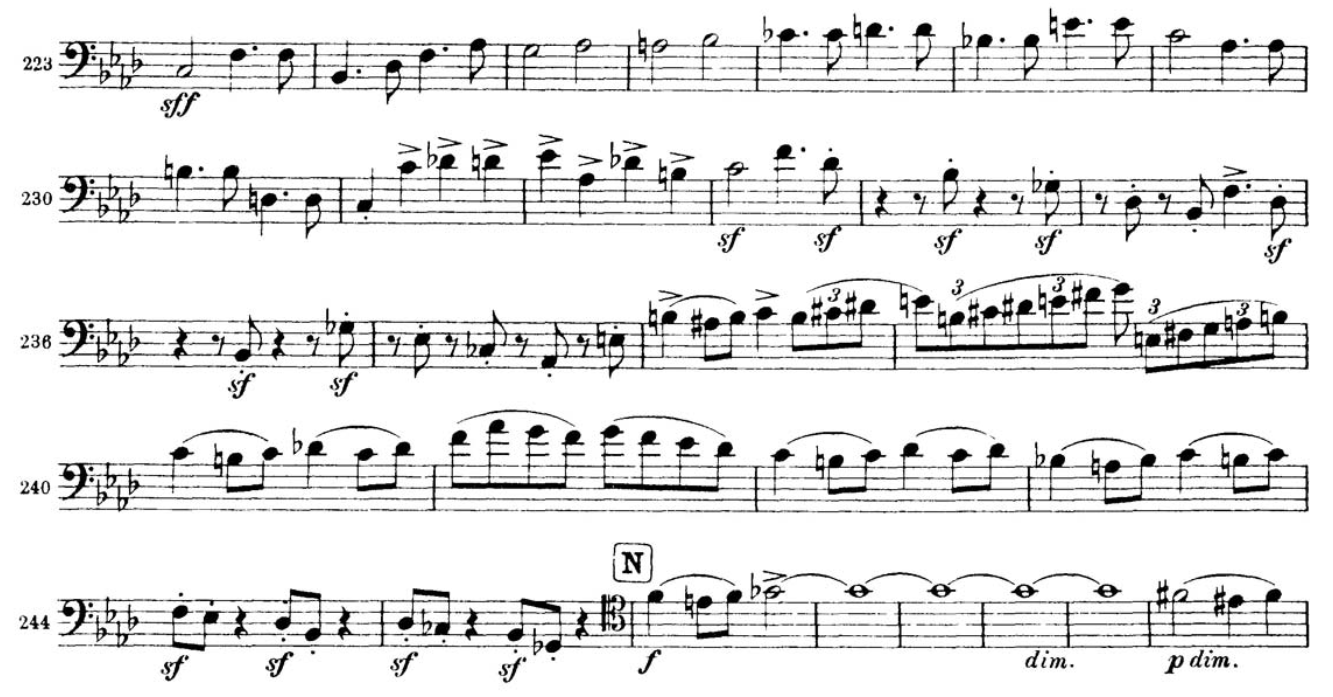 223
sff
230
sf sf sf sf sf
236
sf sf 3 3 3 3 3
240
N
244
sf sf sf sf f dim. p dim.